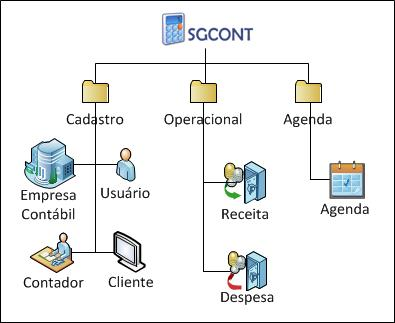 SGCONT
Cadastro
Operacional
Agenda
Empresa
Contábil
Usuário
Receita
Agenda
Contador
Cliente
Despesa